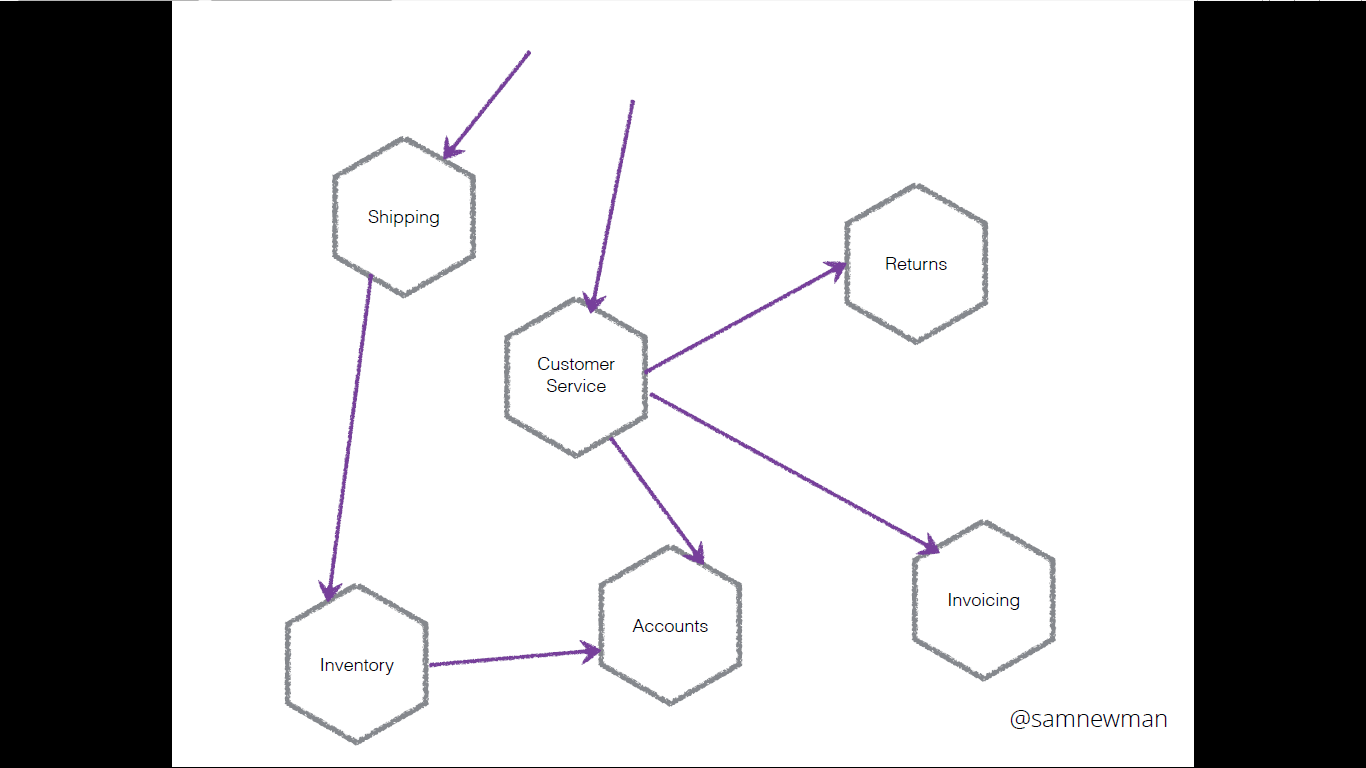 Shipping
Returns
Customer
Service
Invoicing
Accounts
Inventory
@samnewman